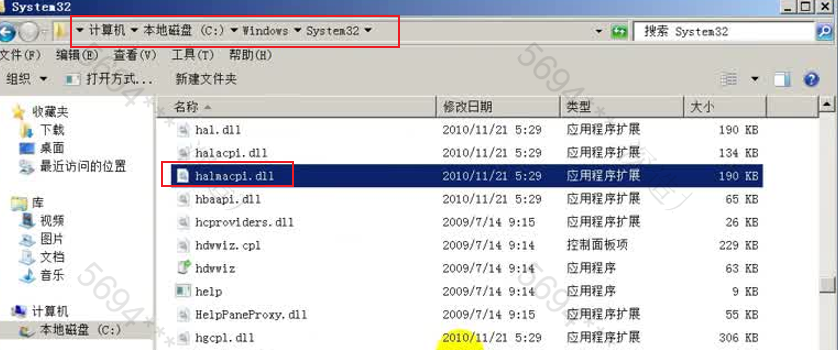 System32
计算机 本地磁盘 (C:) Windows System32
搜索 System32
文件(F) 编辑(E) 查看(V) 工具(T) 帮助(H)
组织 打开方式... 新建文件夹
名称 修改日期 类型 大小
收藏夹
下载
桌面
最近访问的位置
库
视频
图片
文档
音乐
计算机
本地磁盘 (C:)
hal.dll 2010/11/21 5:29 应用程序扩展 190 KB
halacpi.dll 2010/11/21 5:29 应用程序扩展 134 KB
halmacpi.dll 2010/11/21 5:29 应用程序扩展 190 KB
hbaapi.dll 2010/11/21 5:29 应用程序扩展 65 KB
hcproviders.dll 2009/7/14 9:15 应用程序扩展 26 KB
hdwwiz.cpl 2009/7/14 9:14 控制面板项 229 KB
hdwwiz 2009/7/14 9:14 应用程序 63 KB
help 2009/7/14 9:14 应用程序 9 KB
HelpPaneProxy.dll 2009/7/14 9:15 应用程序扩展 55 KB
hgcpl.dll 2010/11/21 5:29 应用程序扩展 306 KB
5694***
5694***
5694***
5694***